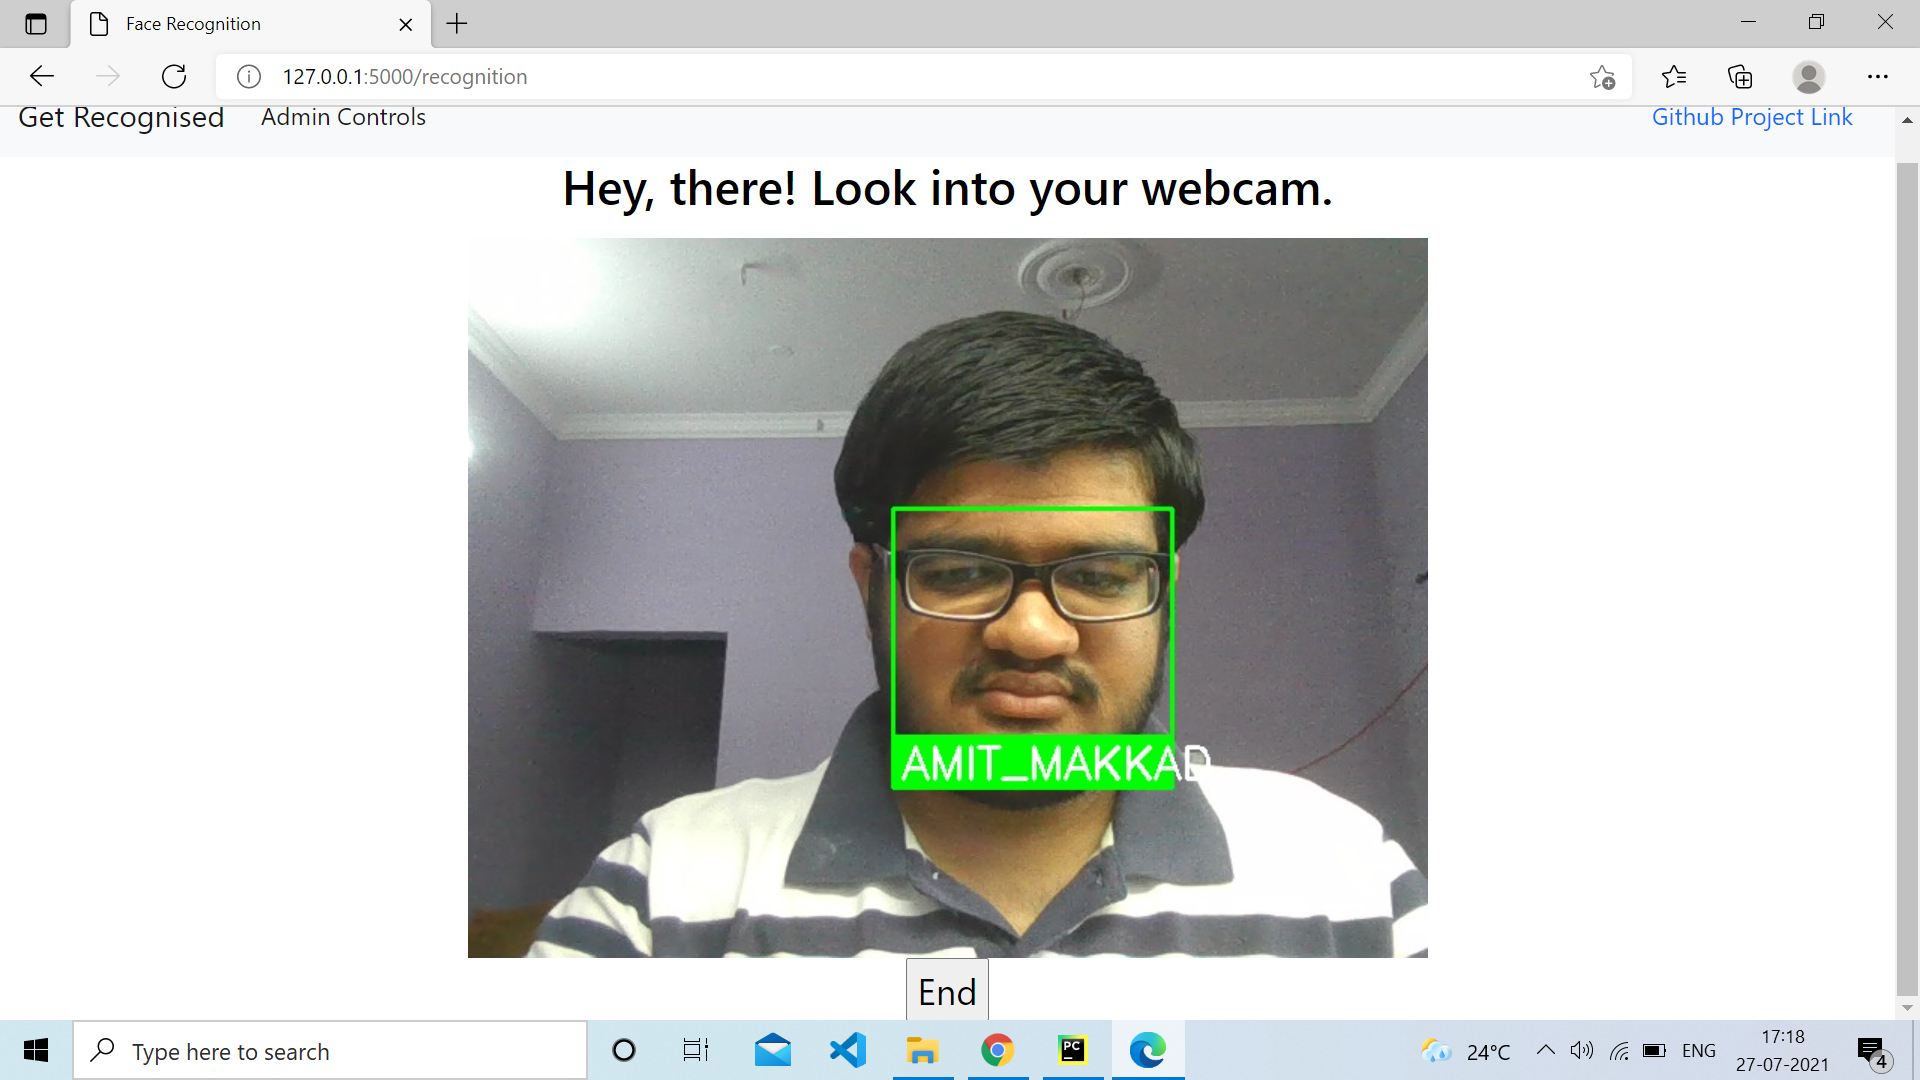 Face Recognition
127.0.0.1:5000/recognition
Get Recognised
Admin Controls
Github Project Link
Hey, there! Look into your webcam.
AMIT_MAKKAD
End
Type here to search
PC
24°C
ENG
17:18
27-07-2021
4